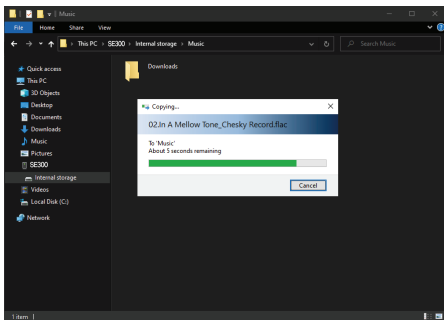 Music
File Home Share View
This PC > SE300 > Internal storage > Music
Search Music
Quick access
This PC
3D Objects
Desktop
Documents
Downloads
Music
Pictures
SE300
Internal storage
Videos
Local Disk (C:)
Network
Downloads
Copying...
02.In A Mellow Tone_Chesky Record.flac
To 'Music'
About 5 seconds remaining
Cancel
1 item